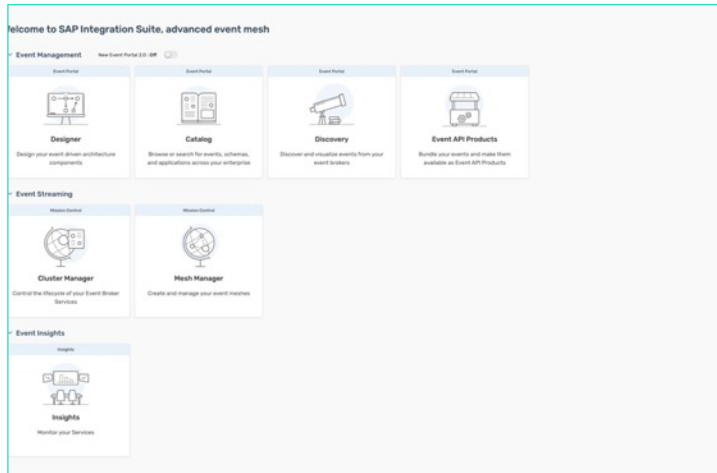 Welcome to SAP Integration Suite, advanced event mesh
Event Management New Event Portal 2.0 : Off
Event Portal
Designer
Design your event driven architecture
components
Event Portal
Catalog
Browse or search for events, schemas,
and applications across your enterprise
Event Portal
Discovery
Discover and visualize events from your
event brokers
Event Portal
Event API Products
Bundle your events and make them
available as Event API Products
Event Streaming
Mission Control
Cluster Manager
Control the lifecycle of your Event Broker
Services
Mission Control
Mesh Manager
Create and manage your event meshes
Event Insights
Insights
Insights
Monitor your Services